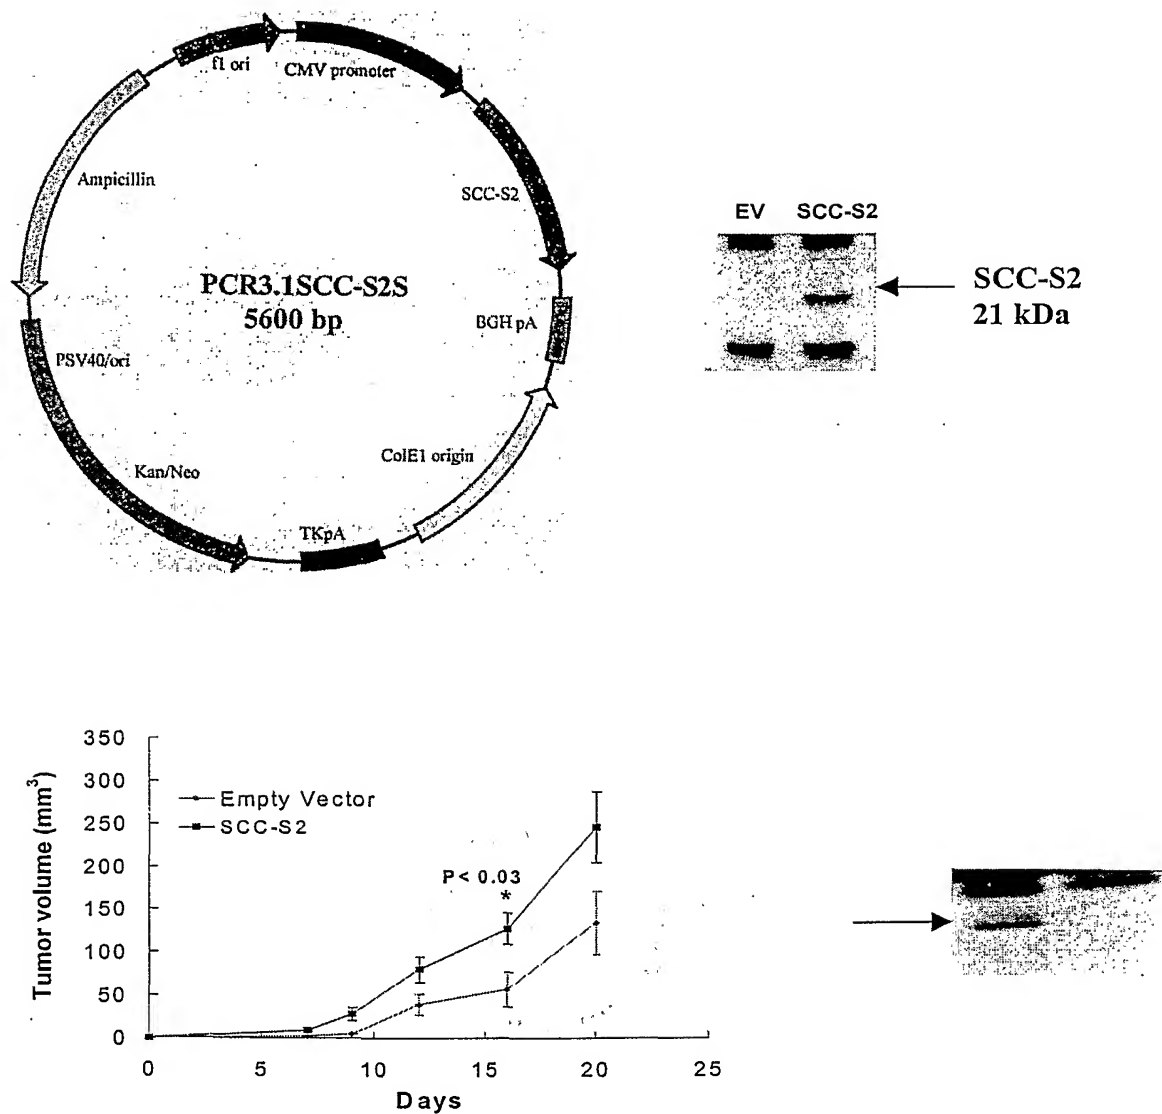 f1 ori
CMV promoter
Ampicillin
SCC-S2
PCR3.1SCC-S2S
5600 bp
BGH pA
PSV40/ori
ColE1 origin
Kan/Neo
TKpA
EV SCC-S2
SCC-S2
21 kDa
350
300
250
200
150
100
50
0
Tumor volume (mm³)
Empty Vector
SCC-S2
P< 0.03
*
0 5 10 15 20 25
Days